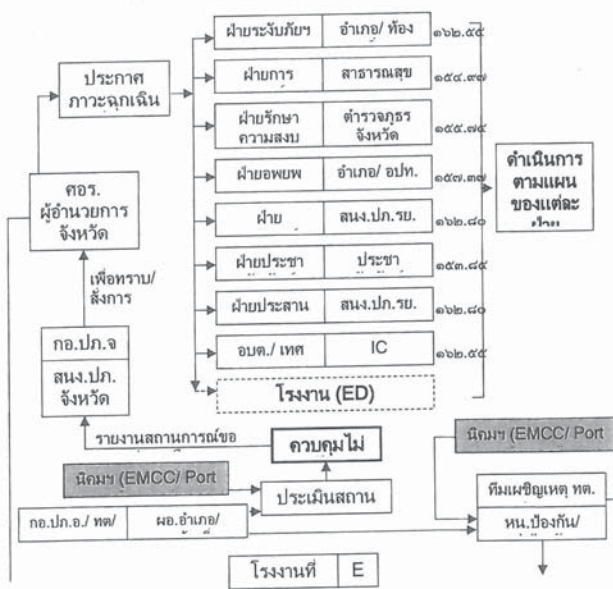 ฝ่ายระงับภัยฯ อำเภอ/ ท้อง ๑๖๒.๕๕
ประกาศ
ภาวะฉุกเฉิน
ฝ่ายการ สาธารณสุข ๑๕๔.๙๗
ฝ่ายรักษา
ความสงบ
ตำรวจภูธร
จังหวัด
๑๕๕.๗๕
ฝ่ายอพยพ อำเภอ/ อปท. ๑๕๗.๓๗
ดำเนินการ
ตามแผน
ของแต่ละ
ฝ่าย
ศอร.
ผู้อำนวยการ
จังหวัด
ฝ่าย สนง.ปภ.รย. ๑๖๒.๘๐
ฝ่ายประชา ประชา ๑๕๓.๘๕
เพื่อทราบ/
สั่งการ
ฝ่ายประสาน สนง.ปภ.รย. ๑๖๒.๘๐
กอ.ปภ.จ
สนง.ปภ.
จังหวัด
อบต./ เทศ IC ๑๖๒.๕๕
โรงงาน (ED)
รายงานสถานการณ์ขอ
ควบคุมไม่
นิคมฯ (EMCC/ Port
นิคมฯ (EMCC/ Port
ประเมินสถาน
ทีมเผชิญเหตุ ทต.
กอ.ปภ.อ./ ทต/ ผอ.อำเภอ/
หน.ป้องกัน/
โรงงานที่ E